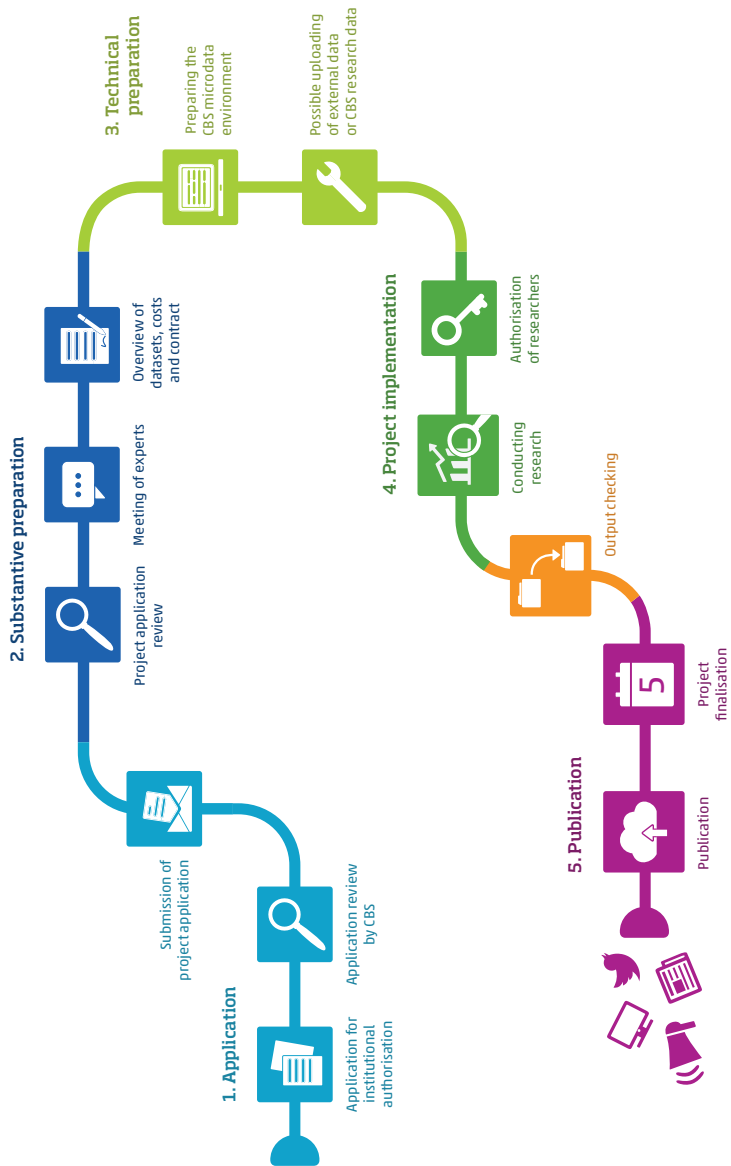 1. Application
Application for
institutional
authorisation
Application review
by CBS
Submission of
project application
2. Substantive preparation
Project application
review
Meeting of experts
Overview of
datasets, costs
and contract
3. Technical
preparation
Preparing the
CBS microdata
environment
Possible uploading
of external data
or CBS research data
4. Project implementation
Authorisation
of researchers
Conducting
research
Output checking
5. Publication
5
Project
finalisation
Publication